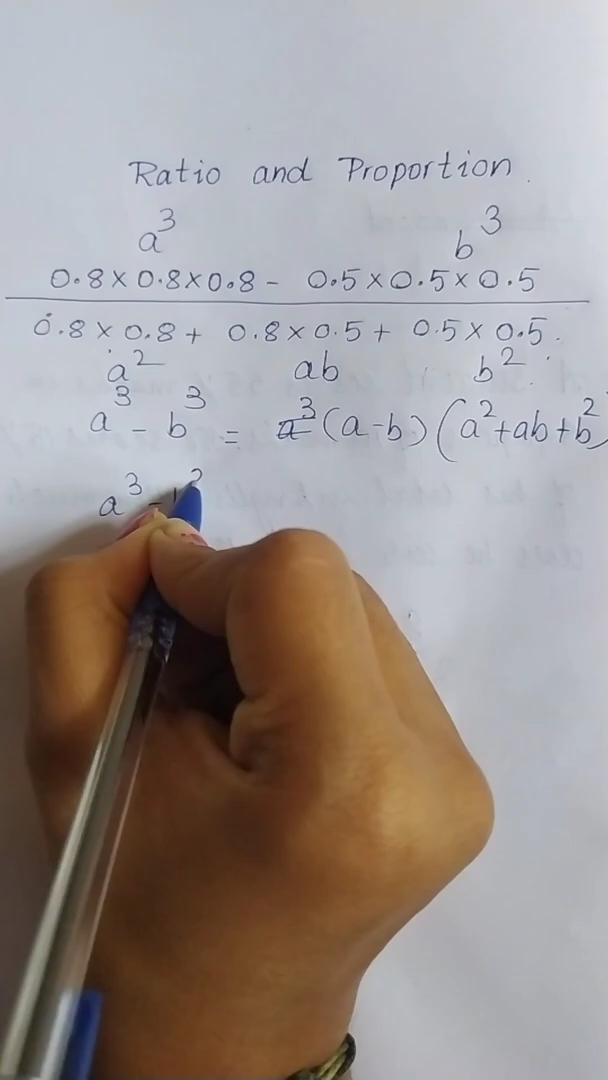 Ratio and Proportion.
a³ b³
0.8 × 0.8 × 0.8 - 0.5 × 0.5 × 0.5
0.8 × 0.8 + 0.8 × 0.5 + 0.5 × 0.5.
a² ab b²
a³ - b³ = (a-b) (a²+ab+b²)
a³ -